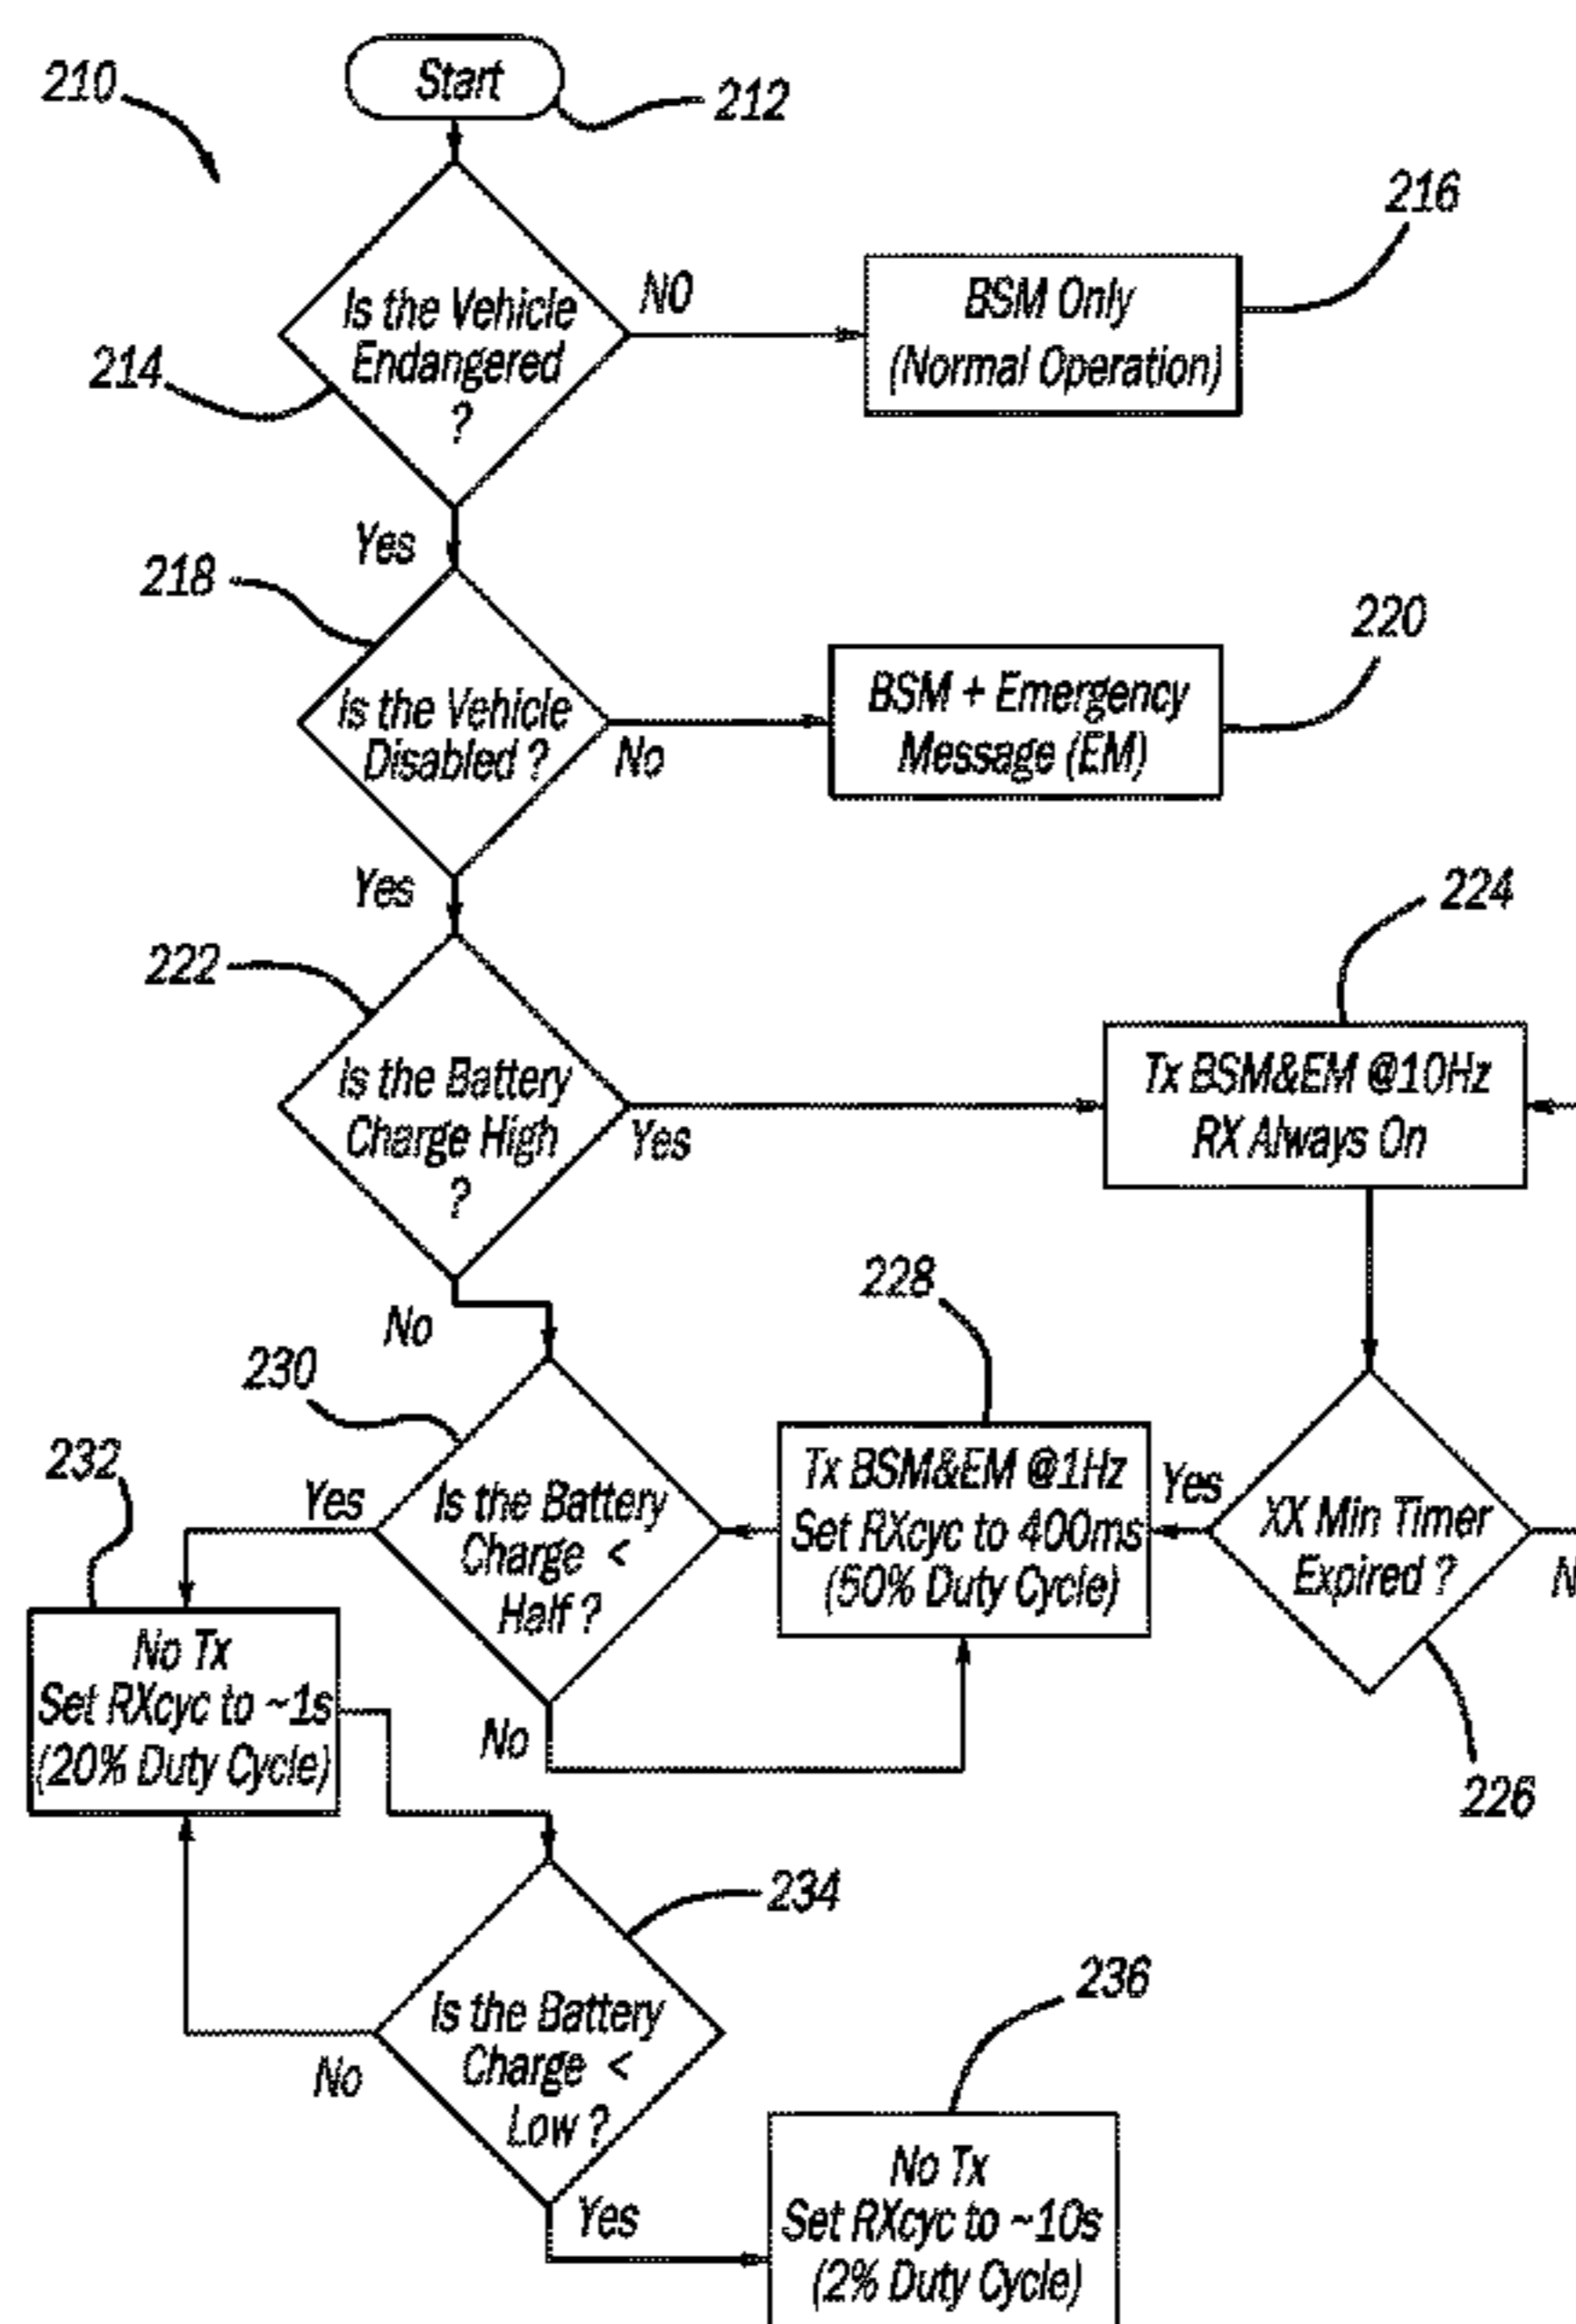 Start
210
212
216
Is the Vehicle
Endangered
?
NO
BSM Only
(Normal Operation)
214
Yes
218
220
Is the Vehicle
Disabled ?
No
BSM + Emergency
Message (EM)
Yes
224
222
Is the Battery
Charge High
?
Yes
Tx BSM&EM @10Hz
RX Always On
No
228
230
232
Yes
Is the Battery
Charge <
Half ?
Tx BSM&EM @1Hz
Set RXcyc to 400ms
(50% Duty Cycle)
Yes
XX Min Timer
Expired ?
N
No Tx
Set RXcyc to ~1s
(20% Duty Cycle)
No
226
234
Is the Battery
Charge <
Low ?
No
236
Yes
No Tx
Set RXcyc to ~10s
(2% Duty Cycle)